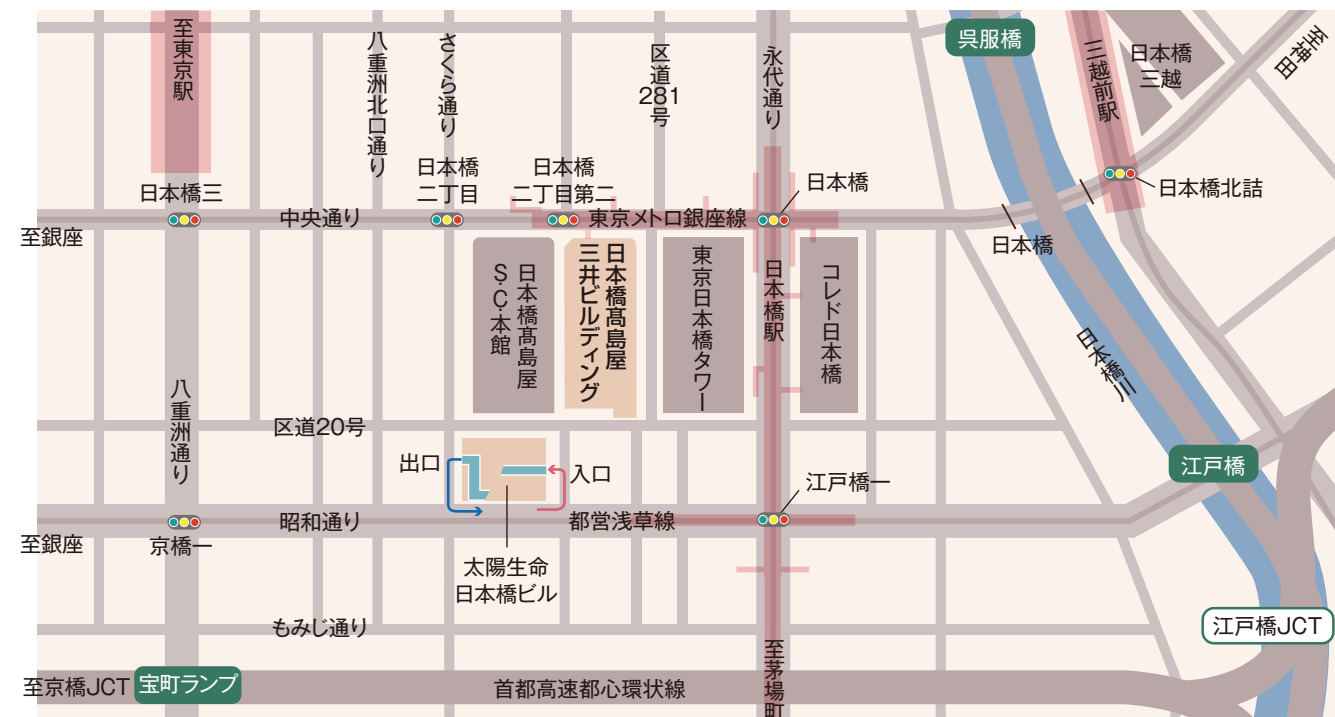 至東京駅
八重洲北口通り
さくら通り
区道
281
号
永代通り
呉服橋
三越前駅
日本橋
三越
至神田
日本橋三
日本橋
二丁目
日本橋
二丁目第二
日本橋
日本橋北詰
至銀座
中央通り
東京メトロ銀座線
日本橋
日本橋髙島屋
S.C.本館
日本橋髙島屋
三井ビルディング
東京日本橋タワー
日本橋駅
コレド日本橋
日本橋川
八重洲通り
区道20号
出口
入口
江戸橋
江戸橋一
至銀座
京橋一
昭和通り
都営浅草線
太陽生命
日本橋ビル
もみじ通り
江戸橋JCT
至京橋JCT
宝町ランプ
首都高速都心環状線
至茅場町